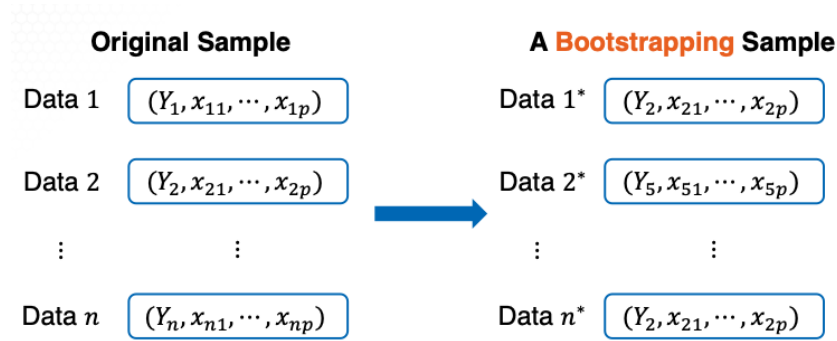 Original Sample
A Bootstrapping Sample
Data 1 (Y₁, x₁₁, ⋯, x₁ₚ)
Data 1* (Y₂, x₂₁, ⋯, x₂ₚ)
Data 2 (Y₂, x₂₁, ⋯, x₂ₚ)
Data 2* (Y₅, x₅₁, ⋯, x₅ₚ)
⋮ ⋮
⋮ ⋮
Data n (Yₙ, xₙ₁, ⋯, xₙₚ)
Data n* (Y₂, x₂₁, ⋯, x₂ₚ)